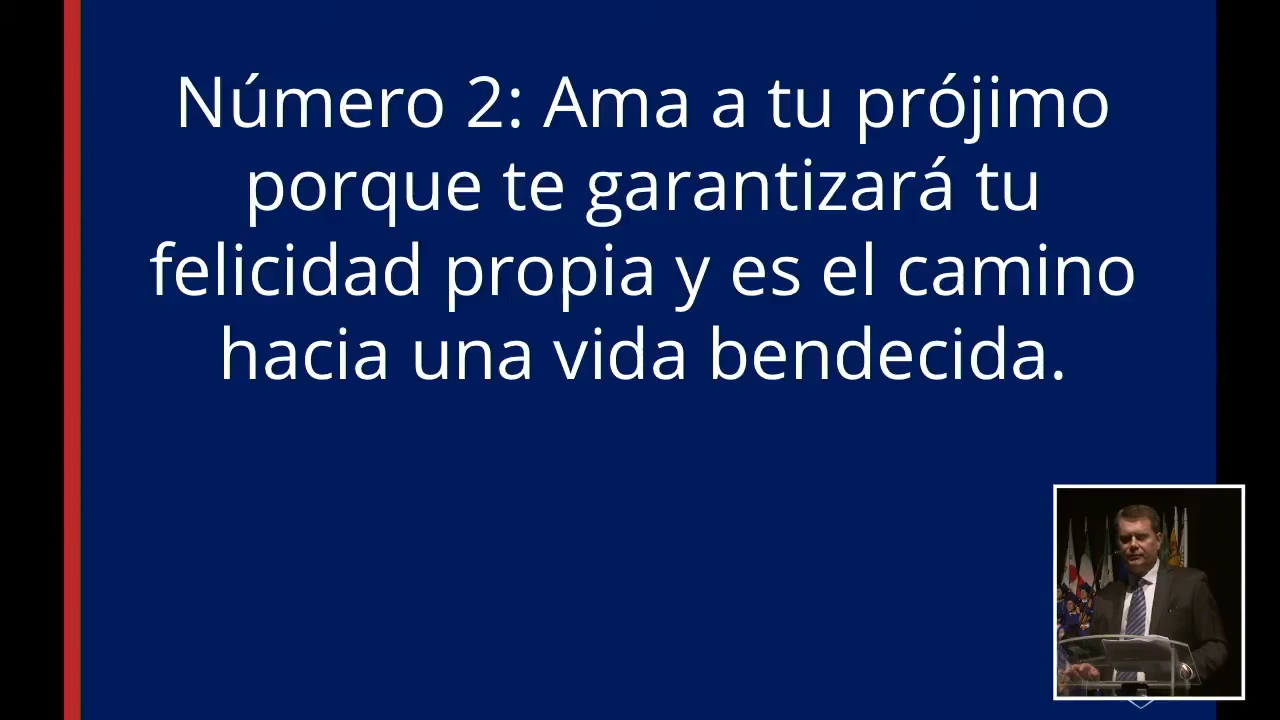 Número 2: Ama a tu prójimo
porque te garantizará tu
felicidad propia y es el camino
hacia una vida bendecida.